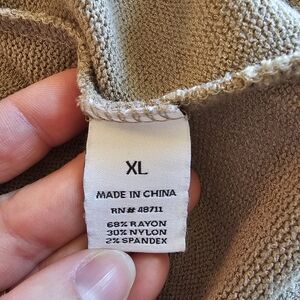 XL
MADE IN CHINA
RN# 48711
68% RAYON
30% NYLON
2% SPANDEX